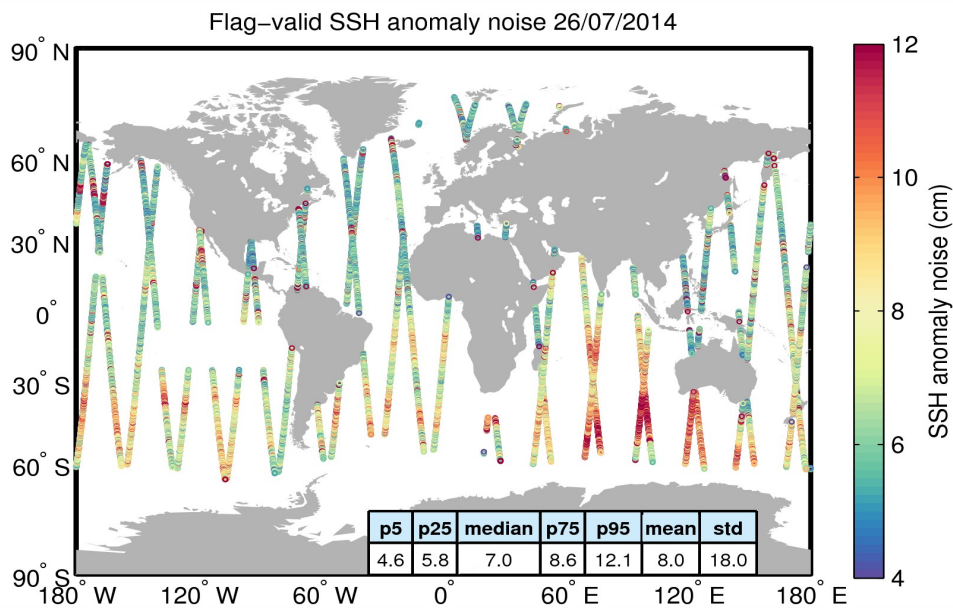 Flag−valid SSH anomaly noise 26/07/2014
90° N
60° N
30° N
0°
30° S
60° S
90° S
180° W 120° W 60° W 0° 60° E 120° E 180° E
p5 p25 median p75 p95 mean std
4.6 5.8 7.0 8.6 12.1 8.0 18.0
12
10
8
6
4
SSH anomaly noise (cm)